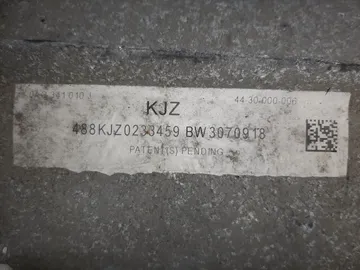 KJZ 44-30-000-006
488KJZ0233459 BW3070918
PATENT(S) PENDING